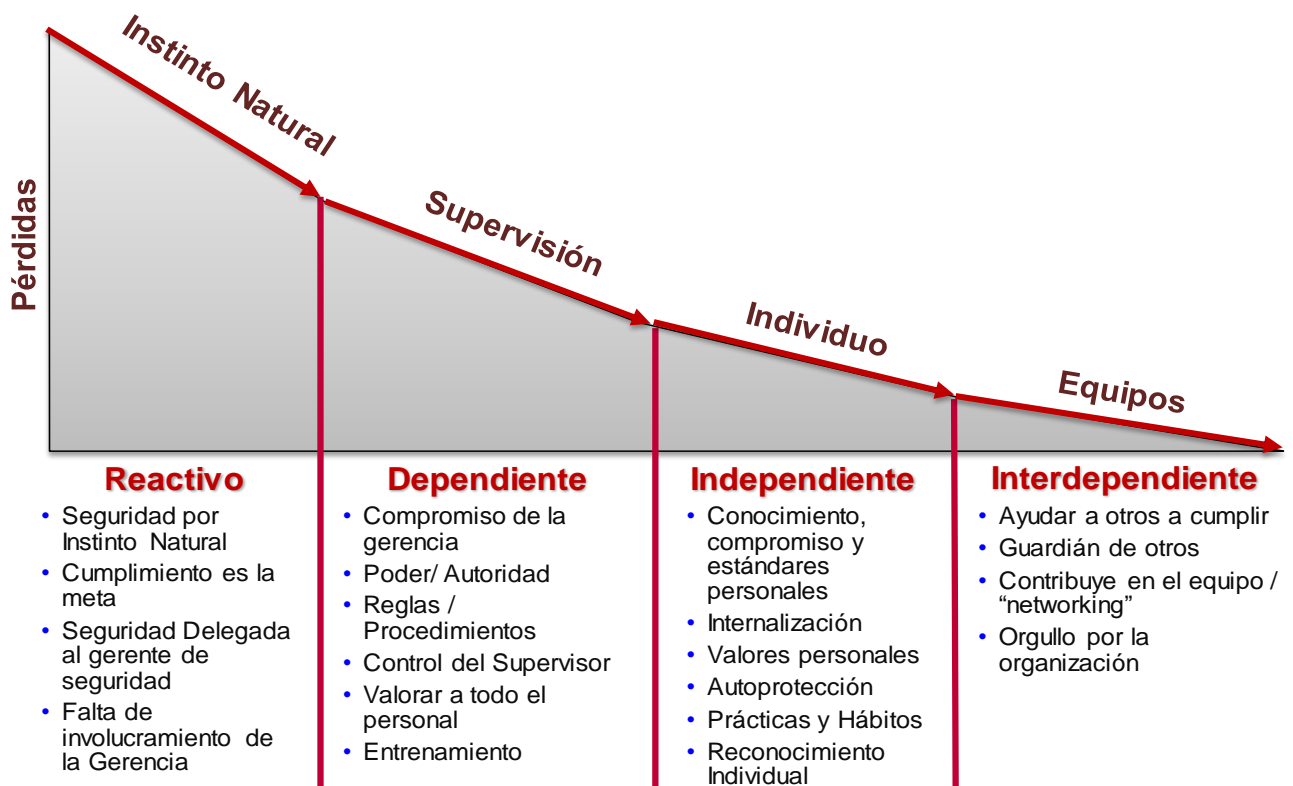 Instinto Natural
Supervisión
Individuo
Equipos
Pérdidas
Reactivo
• Seguridad por
Instinto Natural
• Cumplimiento es la
meta
• Seguridad Delegada
al gerente de
seguridad
• Falta de
involucramiento de
la Gerencia
Dependiente
• Compromiso de la
gerencia
• Poder/ Autoridad
• Reglas /
Procedimientos
• Control del Supervisor
• Valorar a todo el
personal
• Entrenamiento
Independiente
• Conocimiento,
compromiso y
estándares
personales
• Internalización
• Valores personales
• Autoprotección
• Prácticas y Hábitos
• Reconocimiento
Individual
Interdependiente
• Ayudar a otros a cumplir
• Guardián de otros
• Contribuye en el equipo /
“networking”
• Orgullo por la
organización